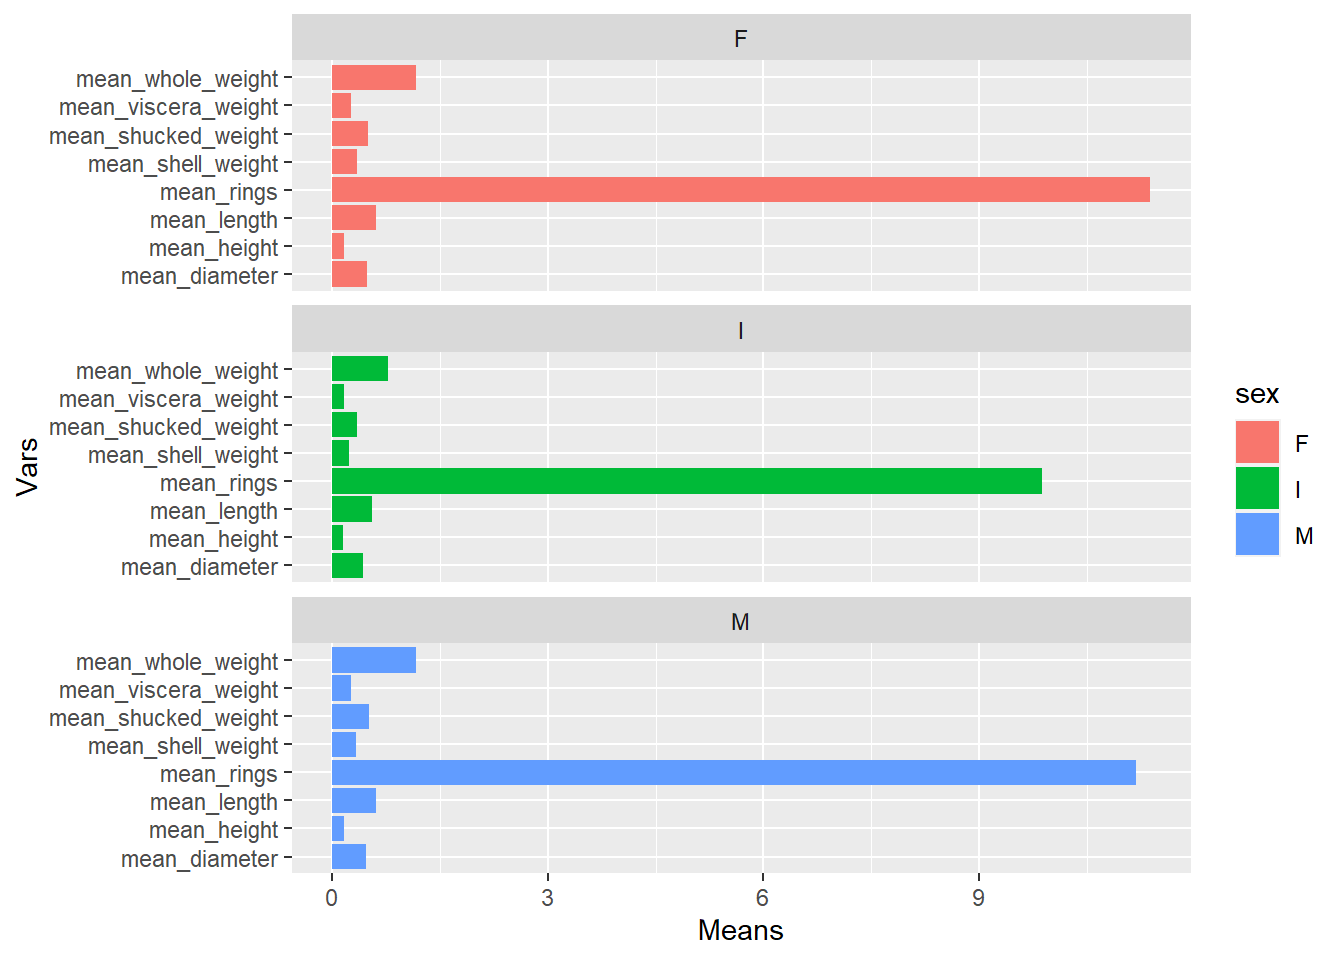 F
mean_whole_weight
mean_viscera_weight
mean_shucked_weight
mean_shell_weight
mean_rings
mean_length
mean_height
mean_diameter
I
mean_whole_weight
mean_viscera_weight
mean_shucked_weight
mean_shell_weight
mean_rings
mean_length
mean_height
mean_diameter
M
mean_whole_weight
mean_viscera_weight
mean_shucked_weight
mean_shell_weight
mean_rings
mean_length
mean_height
mean_diameter
0 3 6 9
Means
Vars
sex
F
I
M